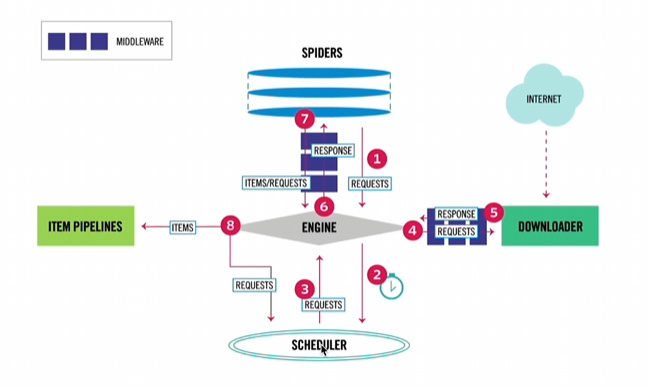 MIDDLEWARE
SPIDERS
INTERNET
7
RESPONSE
1
ITEMS/REQUESTS
REQUESTS
6
RESPONSE
5
ITEM PIPELINES
ITEMS
8
ENGINE
4
REQUESTS
DOWNLOADER
2
REQUESTS
3
REQUESTS
SCHEDULER